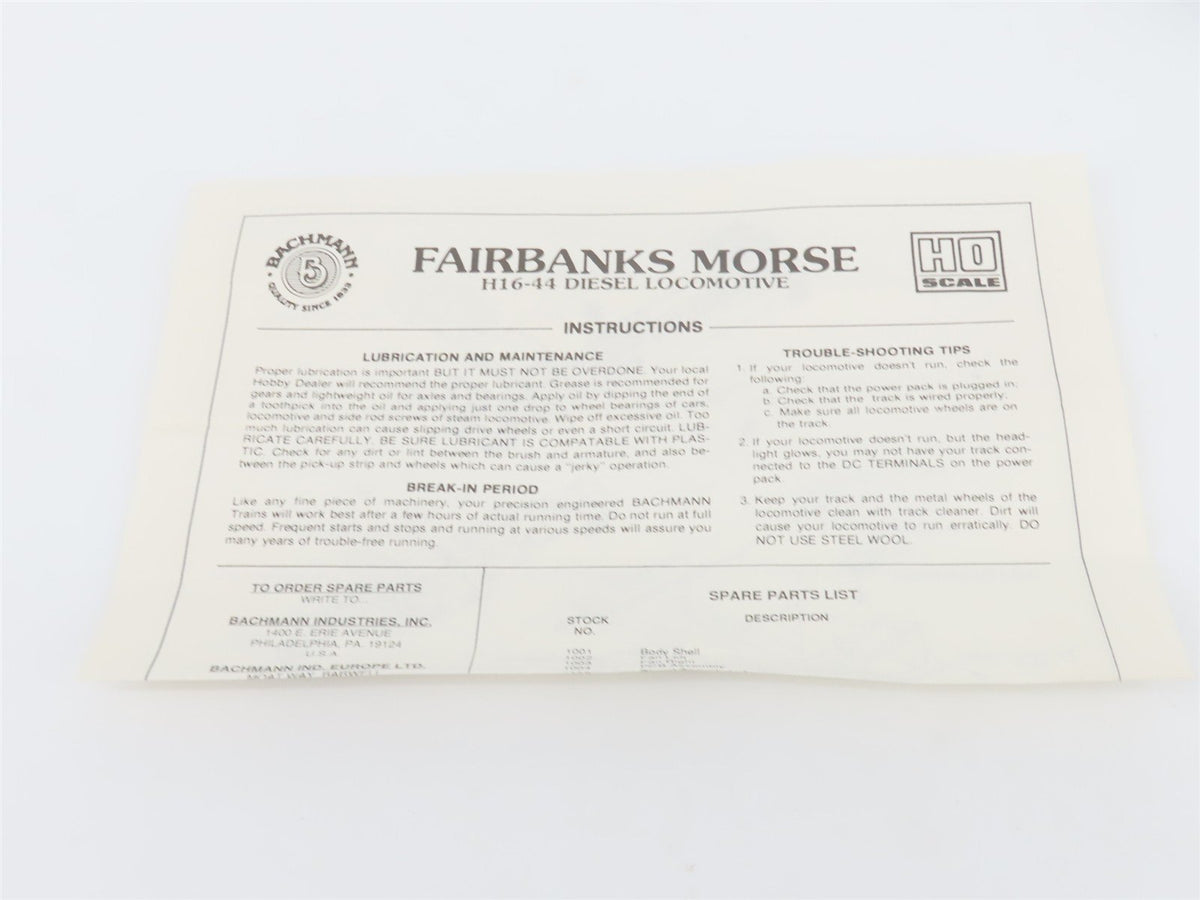 BACHMANN
QUALITY SINCE 1833
FAIRBANKS MORSE
H16-44 DIESEL LOCOMOTIVE
HO
SCALE
INSTRUCTIONS
LUBRICATION AND MAINTENANCE
Proper lubrication is important BUT IT MUST NOT BE OVERDONE. Your local
Hobby Dealer will recommend the proper lubricant. Grease is recommended for
gears and lightweight oil for axles and bearings. Apply oil by dipping the end of
a toothpick into the oil and applying just one drop to wheel bearings of cars,
locomotive and side rod screws of steam locomotive. Wipe off excessive oil. Too
much lubrication can cause slipping drive wheels or even a short circuit. LUB-
RICATE CAREFULLY. BE SURE LUBRICANT IS COMPATABLE WITH PLAS-
TIC. Check for any dirt or lint between the brush and armature, and also be-
tween the pick-up strip and wheels which can cause a "jerky" operation.
BREAK-IN PERIOD
Like any fine piece of machinery, your precision engineered BACHMANN
Trains will work best after a few hours of actual running time. Do not run at full
speed. Frequent starts and stops and running at various speeds will assure you
many years of trouble-free running.
TROUBLE-SHOOTING TIPS
1. If your locomotive doesn't run, check the
following:
a. Check that the power pack is plugged in;
b. Check that the track is wired properly;
c. Make sure all locomotive wheels are on
the track.
2. If your locomotive doesn't run, but the head-
light glows, you may not have your track con-
nected to the DC TERMINALS on the power
pack.
3. Keep your track and the metal wheels of the
locomotive clean with track cleaner. Dirt will
cause your locomotive to run erratically. DO
NOT USE STEEL WOOL.
TO ORDER SPARE PARTS
WRITE TO...
BACHMANN INDUSTRIES, INC.
1400 E. ERIE AVENUE
PHILADELPHIA, PA. 19124
U.S.A.
BACHMANN IND. EUROPE LTD.
MOAT WAY, BARWELL
SPARE PARTS LIST
STOCK
NO.
DESCRIPTION
1001 Body Shell
1002
1003
1004